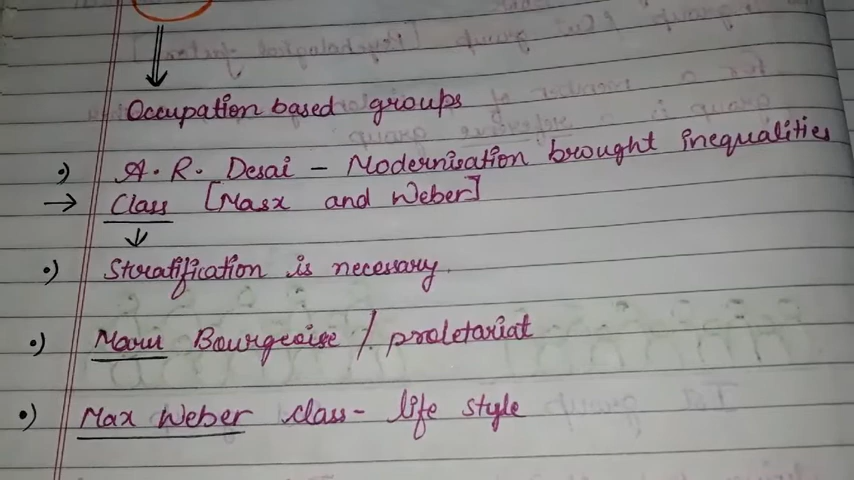 Occupation based groups
•) A. R. Desai - Modernisation brought inequalities
→ Class [Marx and Weber]
↓
•) Stratification is necessary.
•) Marx Bourgeoise / proletariat
•) Max Weber class - life style